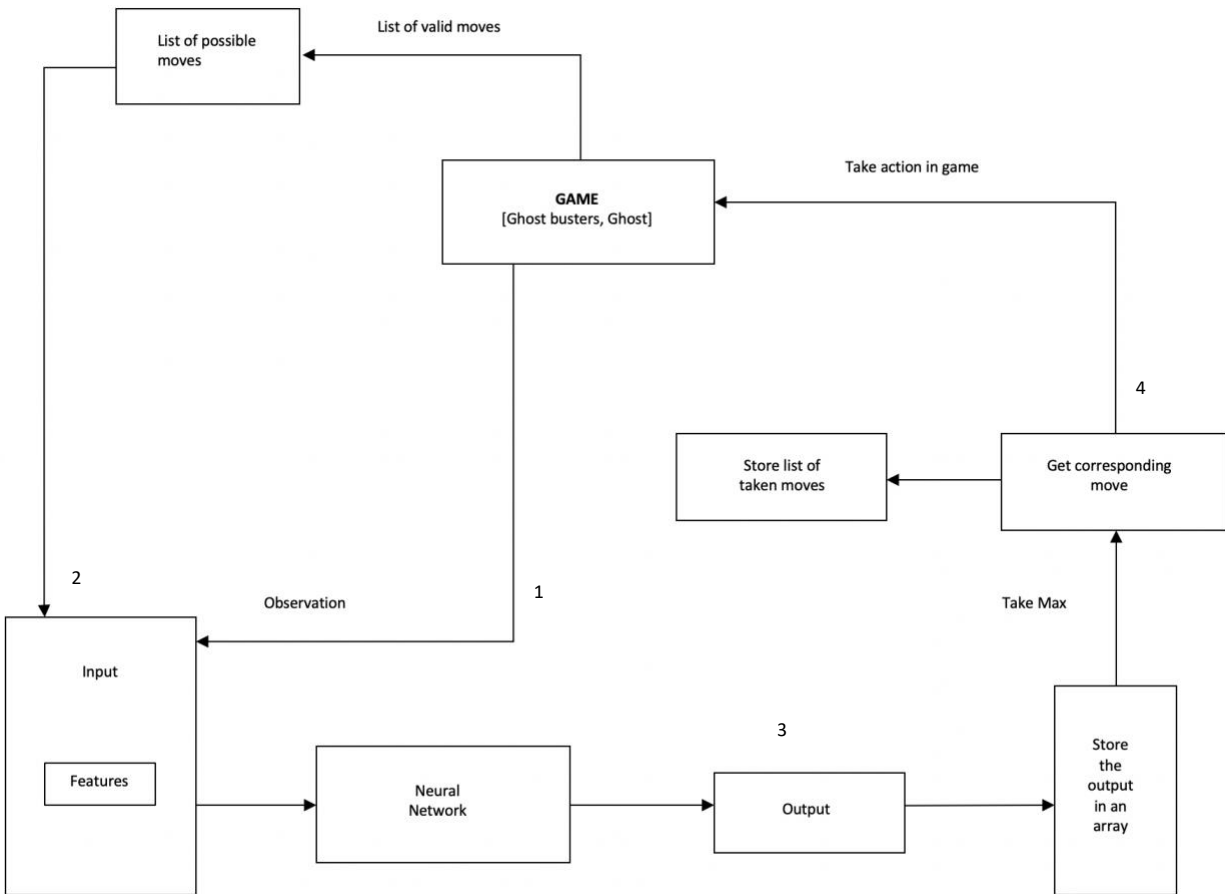 List of possible
moves
List of valid moves
GAME
[Ghost busters, Ghost]
Take action in game
4
Store list of
taken moves
Get corresponding
move
2
1
Observation
Take Max
Input
Features
Neural
Network
3
Output
Store
the
output
in an
array